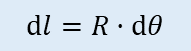 dl = R · dθ